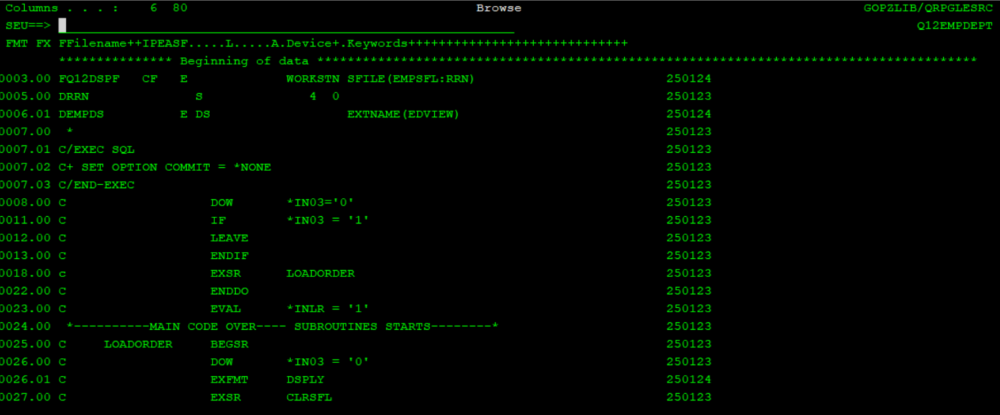 Columns . . . :    6  80                                      Browse                                             GOPZLIB/QRPGLESRC
SEU==>                                                                                                                  Q12EMPDEPT
FMT FX FFilename++IPEASF.....L.....A.Device+.Keywords+++++++++++++++++++++++++++++
       *************** Beginning of data ***************************************************************************************
0003.00 FQ12DSPF   CF   E             WORKSTN SFILE(EMPSFL:RRN)                         250124
0005.00 DRRN              S              4  0                                           250123
0006.01 DEMPDS          E DS                  EXTNAME(EDVIEW)                           250124
0007.00  *                                                                              250123
0007.01 C/EXEC SQL                                                                      250123
0007.02 C+ SET OPTION COMMIT = *NONE                                                    250123
0007.03 C/END-EXEC                                                                      250123
0008.00 C                   DOW       *IN03='0'                                         250123
0011.00 C                   IF        *IN03 = '1'                                       250123
0012.00 C                   LEAVE                                                       250123
0013.00 C                   ENDIF                                                       250123
0018.00 c                   EXSR      LOADORDER                                         250123
0022.00 C                   ENDDO                                                       250123
0023.00 C                   EVAL      *INLR = '1'                                       250123
0024.00  *----------MAIN CODE OVER---- SUBROUTINES STARTS--------*                      250123
0025.00 C     LOADORDER     BEGSR                                                       250123
0026.00 C                   DOW       *IN03 = '0'                                       250123
0026.01 C                   EXFMT     DSPLY                                             250124
0027.00 C                   EXSR      CLRSFL                                            250123